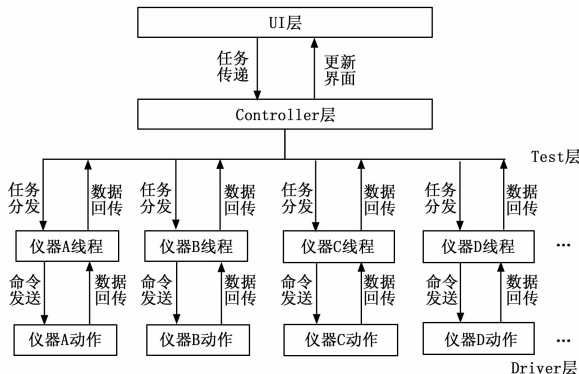 UI层
任务 更新
传递 界面
Controller层
Test层
任务 数据 任务 数据 任务 数据 任务 数据
分发 回传 分发 回传 分发 回传 分发 回传
仪器A线程 仪器B线程 仪器C线程 仪器D线程 …
命令 数据 命令 数据 命令 数据 命令 数据
发送 回传 发送 回传 发送 回传 发送 回传
仪器A动作 仪器B动作 仪器C动作 仪器D动作 …
Driver层